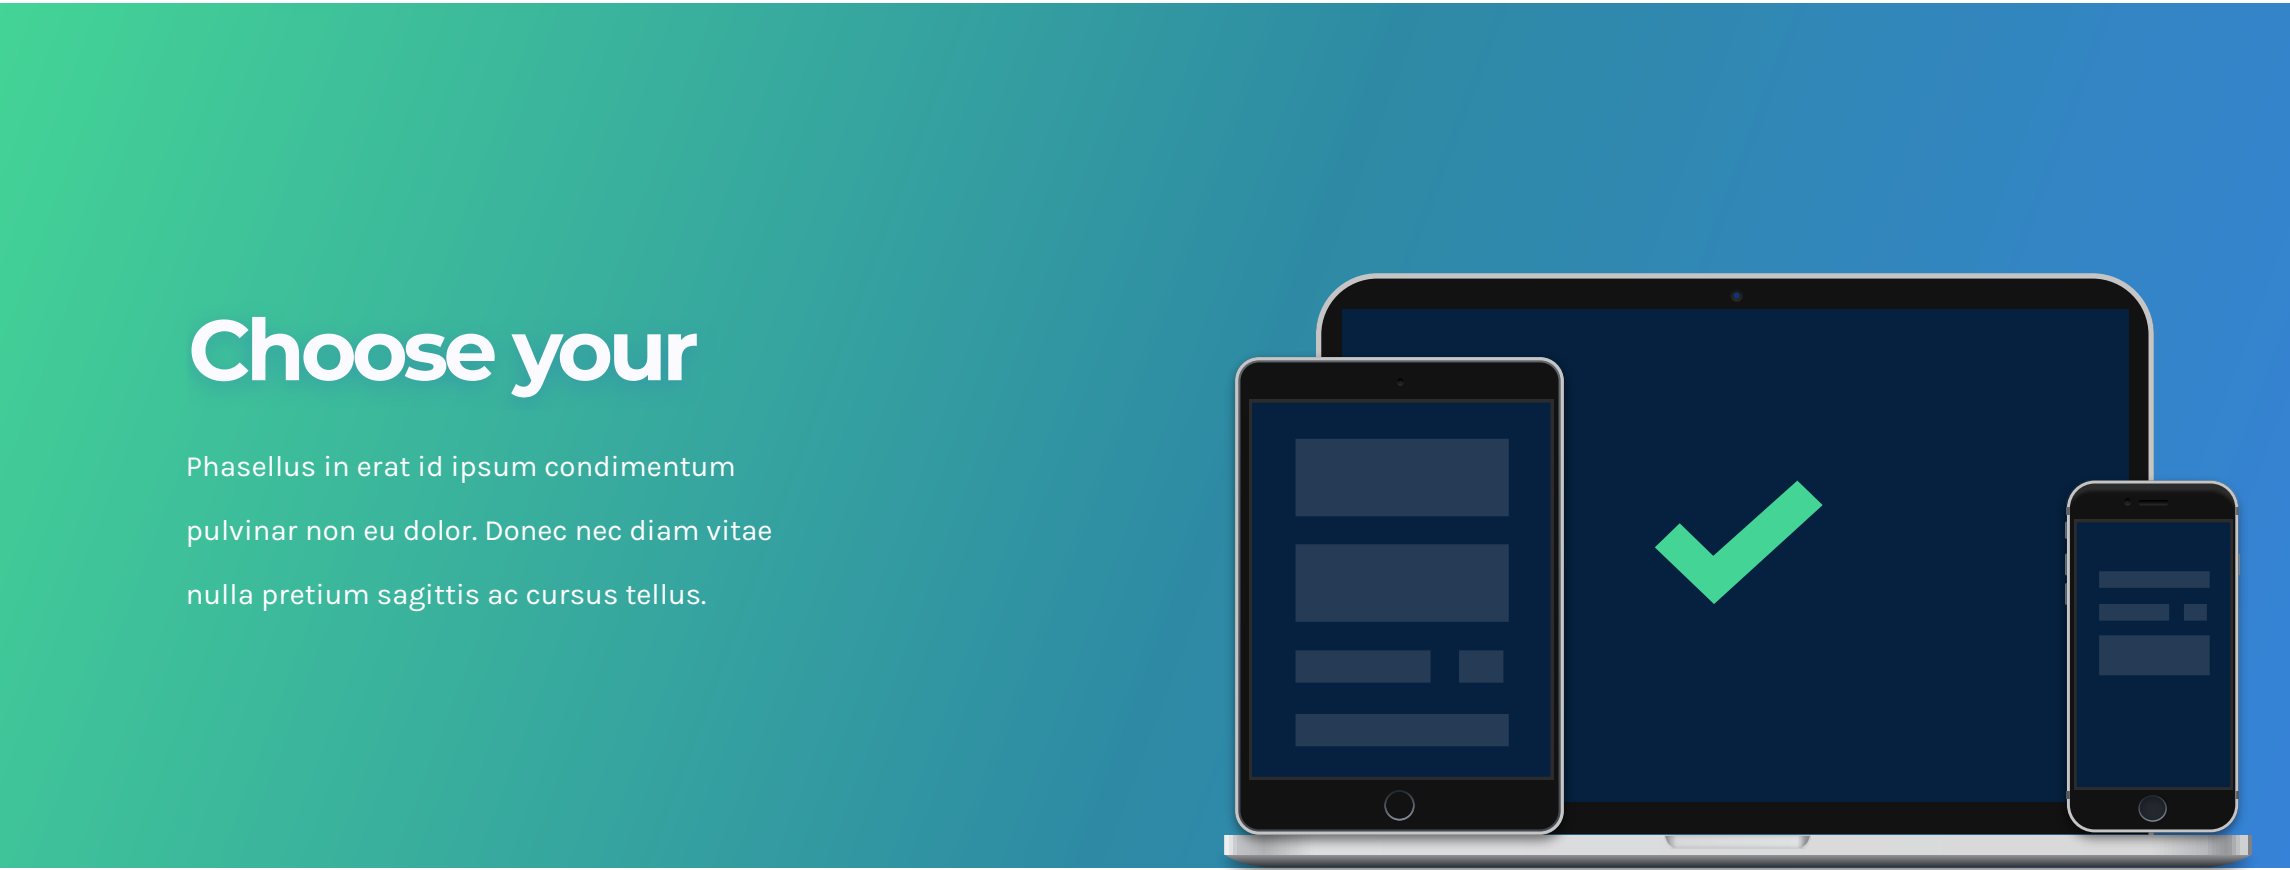 Choose your
Phasellus in erat id ipsum condimentum
pulvinar non eu dolor. Donec nec diam vitae
nulla pretium sagittis ac cursus tellus.